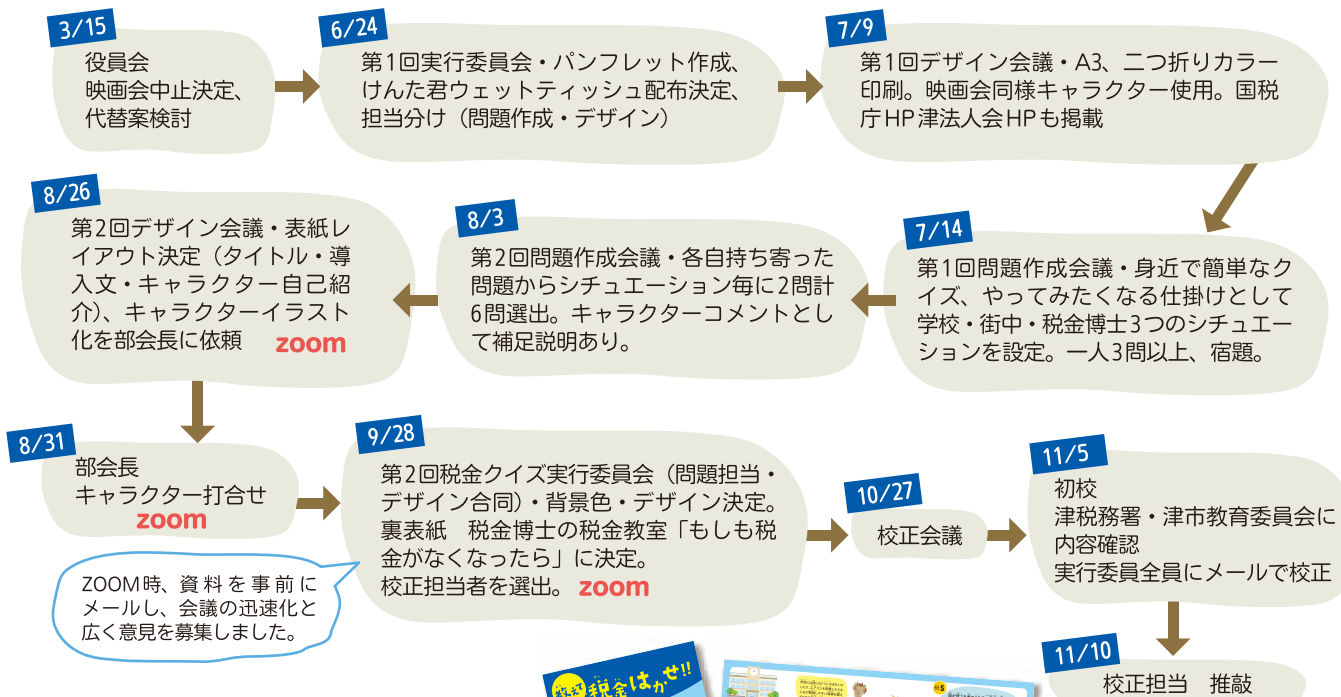 3/15
役員会
映画会中止決定、
代替案検討
6/24
第1回実行委員会・パンフレット作成、
けんた君ウェットティッシュ配布決定、
担当分け（問題作成・デザイン）
7/9
第1回デザイン会議・A3、二つ折りカラー
印刷。映画会同様キャラクター使用。国税
庁HP津法人会HPも掲載
7/14
第1回問題作成会議・身近で簡単なク
イズ、やってみたくなる仕掛けとして
学校・街中・税金博士3つのシチュエー
ションを設定。一人3問以上、宿題。
8/3
第2回問題作成会議・各自持ち寄った
問題からシチュエーション毎に2問計
6問選出。キャラクターコメントとし
て補足説明あり。
8/26
第2回デザイン会議・表紙レ
イアウト決定（タイトル・導
入文・キャラクター自己紹
介）、キャラクターイラスト
化を部会長に依頼 zoom
8/31
部会長
キャラクター打合せ
zoom
ZOOM時、資料を事前に
メールし、会議の迅速化と
広く意見を募集しました。
9/28
第2回税金クイズ実行委員会（問題担当・
デザイン合同）・背景色・デザイン決定。
裏表紙　税金博士の税金教室「もしも税
金がなくなったら」に決定。
校正担当者を選出。 zoom
10/27
校正会議
11/5
初校
津税務署・津市教育委員会に
内容確認
実行委員全員にメールで校正
11/10
校正担当　推敲
税金はかせ!!